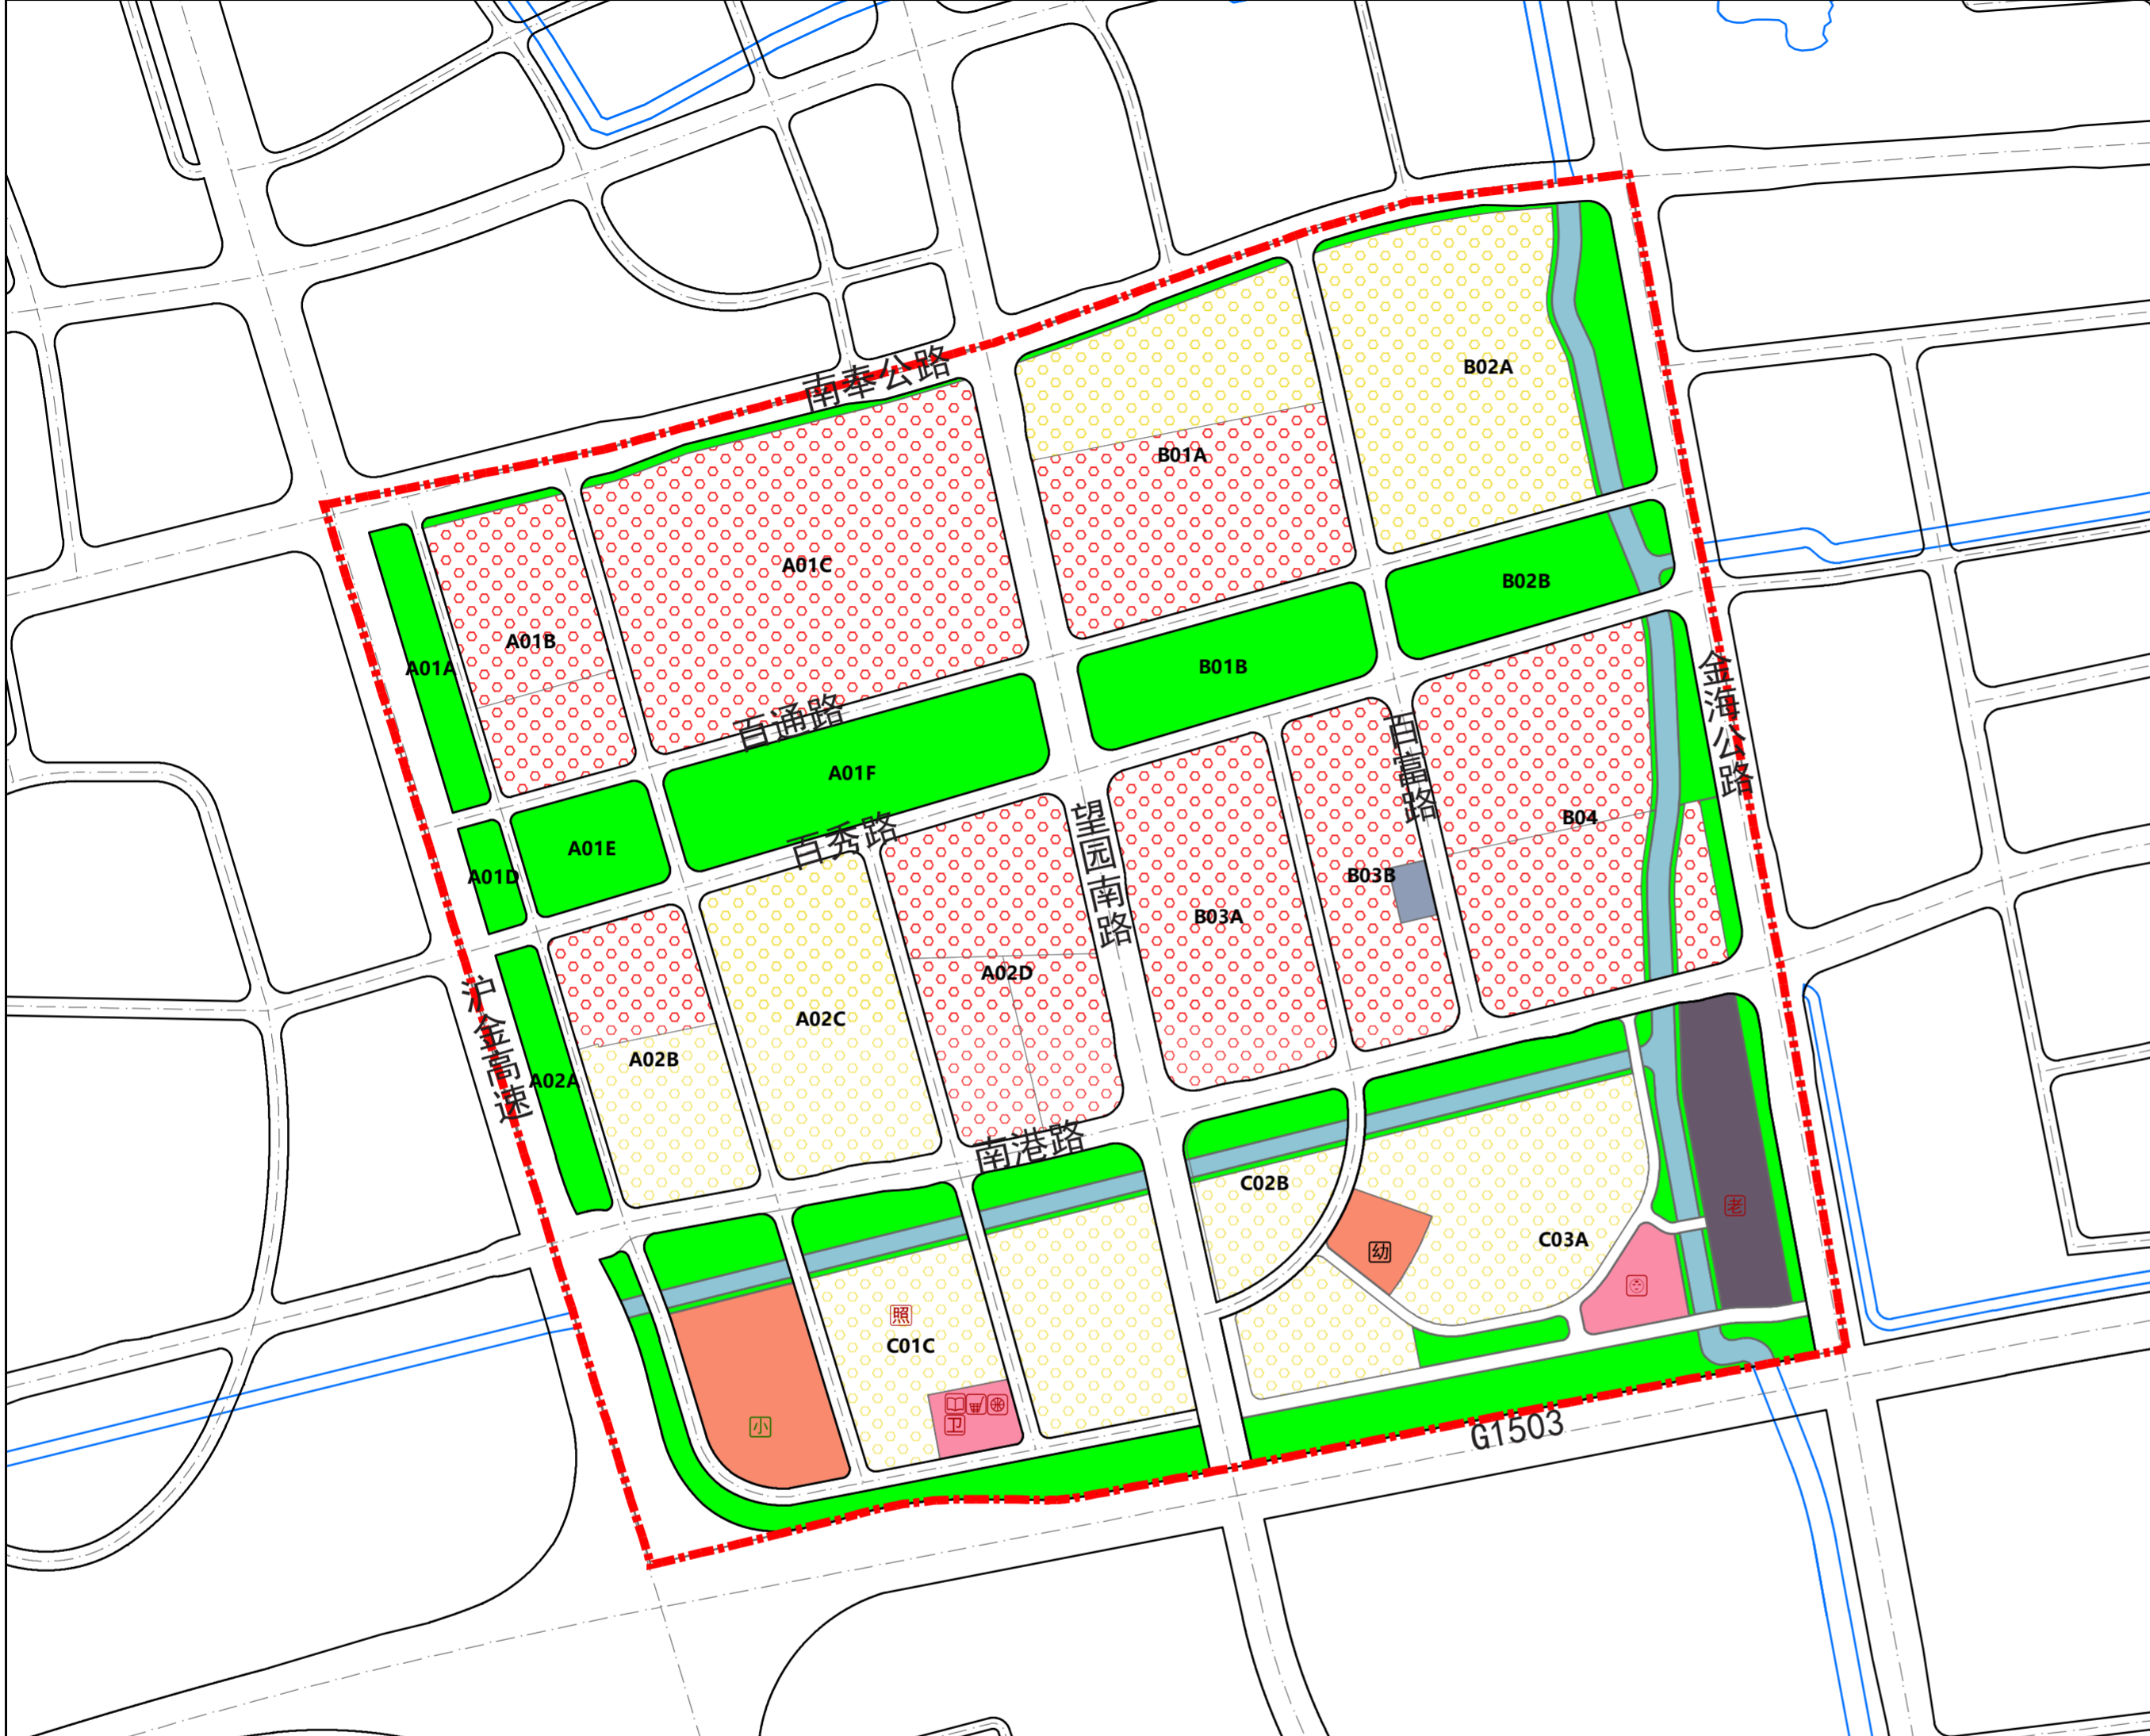 南奉公路
B02A
B01A
A01C
B02B
A01B
A01A
B01B
百通路
金海公路
A01F
百富路
B04
百秀路
望园南路
A01E
A01D
B03B
B03A
A02D
沪金高速
A02C
A02B
A02A
南港路
C02B
老
C03A
幼
照
C01C
卫
小
G1503